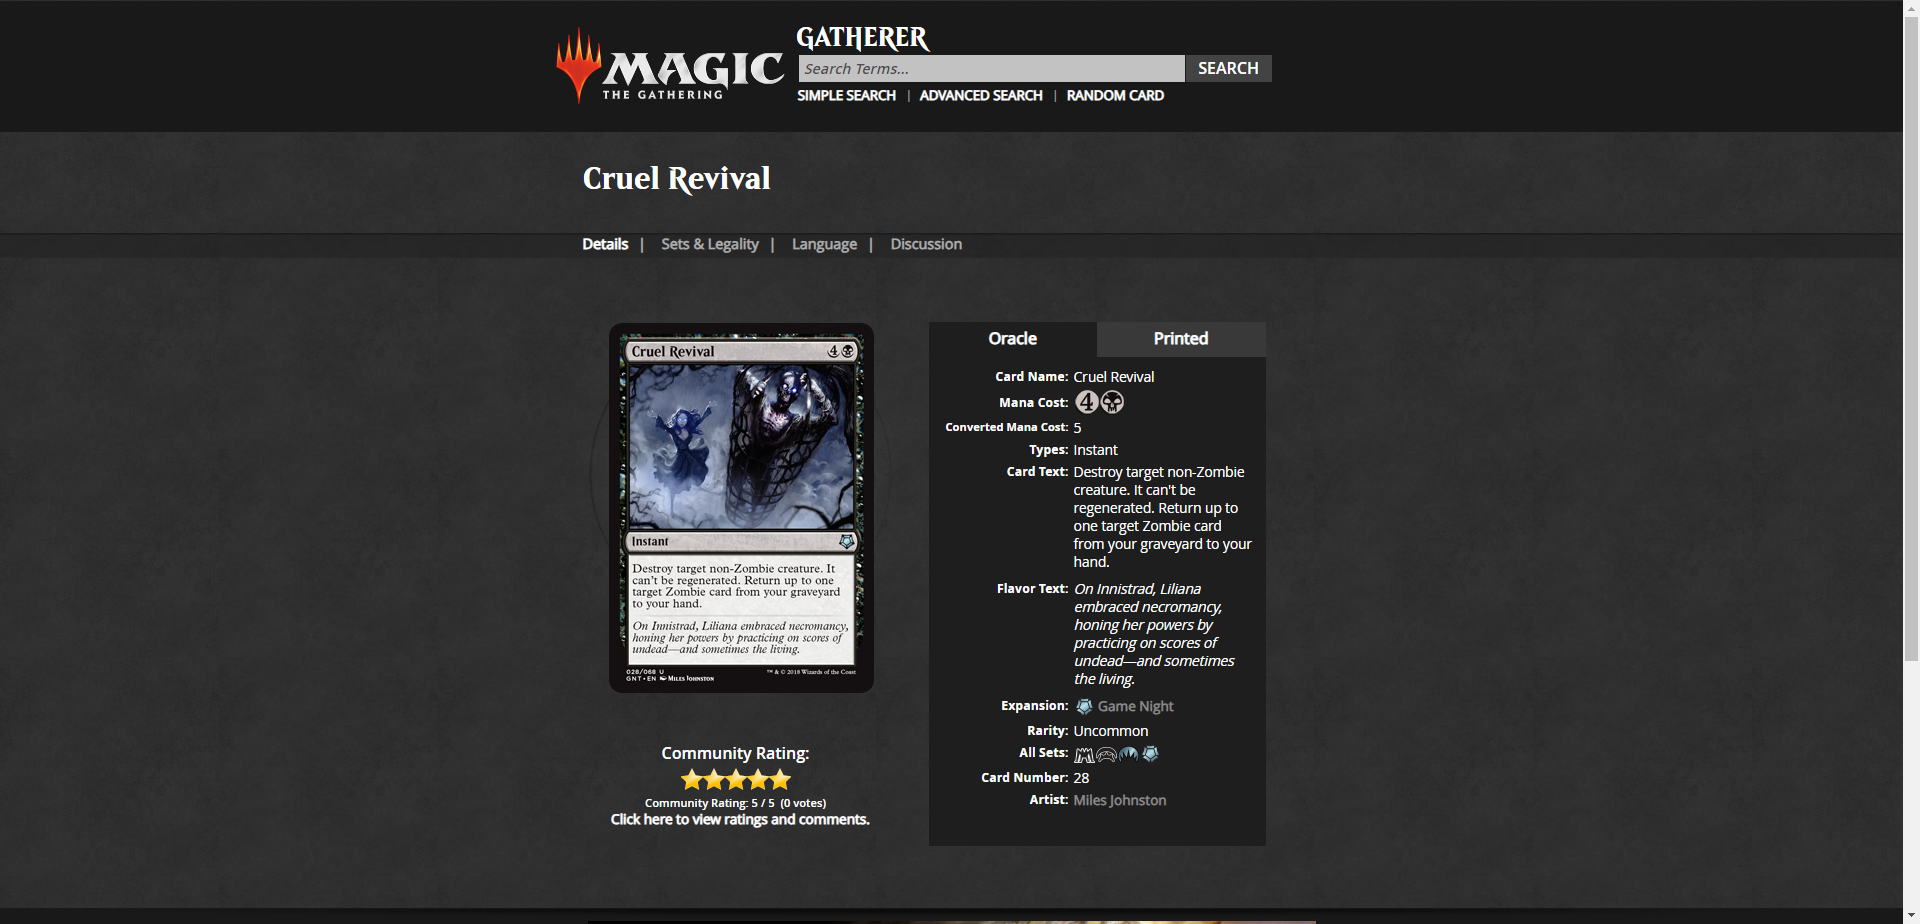 MAGIC
THE GATHERING
GATHERER
Search Terms...
SEARCH
SIMPLE SEARCH | ADVANCED SEARCH | RANDOM CARD
Cruel Revival
Details | Sets & Legality | Language | Discussion
Cruel Revival 4
Instant
Destroy target non-Zombie creature. It
can't be regenerated. Return up to one
target Zombie card from your graveyard
to your hand.
On Innistrad, Liliana embraced necromancy,
honing her powers by practicing on scores of
undead—and sometimes the living.
028/068 U
GNT • EN Miles Johnston
™ & © 2018 Wizards of the Coast
Community Rating:
Community Rating: 5 / 5 (0 votes)
Click here to view ratings and comments.
Oracle
Printed
Card Name: Cruel Revival
Mana Cost: 4
Converted Mana Cost: 5
Types: Instant
Card Text: Destroy target non-Zombie
creature. It can't be
regenerated. Return up to
one target Zombie card
from your graveyard to your
hand.
Flavor Text: On Innistrad, Liliana
embraced necromancy,
honing her powers by
practicing on scores of
undead—and sometimes
the living.
Expansion: Game Night
Rarity: Uncommon
All Sets:
Card Number: 28
Artist: Miles Johnston